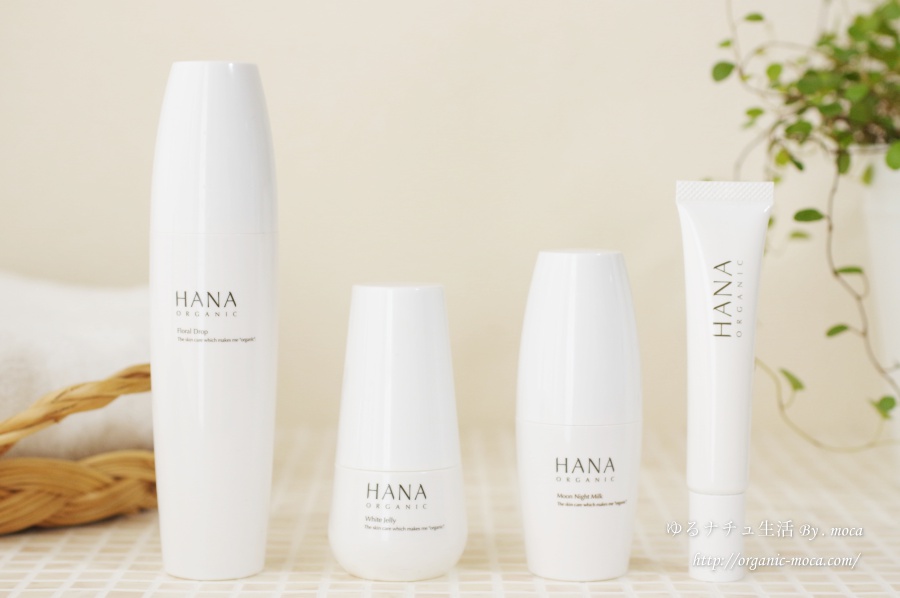 HANA
ORGANIC
Floral Drop
The skin care which makes me "organic".
HANA
ORGANIC
White Jelly
The skin care which makes me "organic".
HANA
ORGANIC
Moon Night Milk
The skin care which makes me "organic".
HANA
ORGANIC
ゆるナチュ生活 By . moca
http://organic-moca.com/